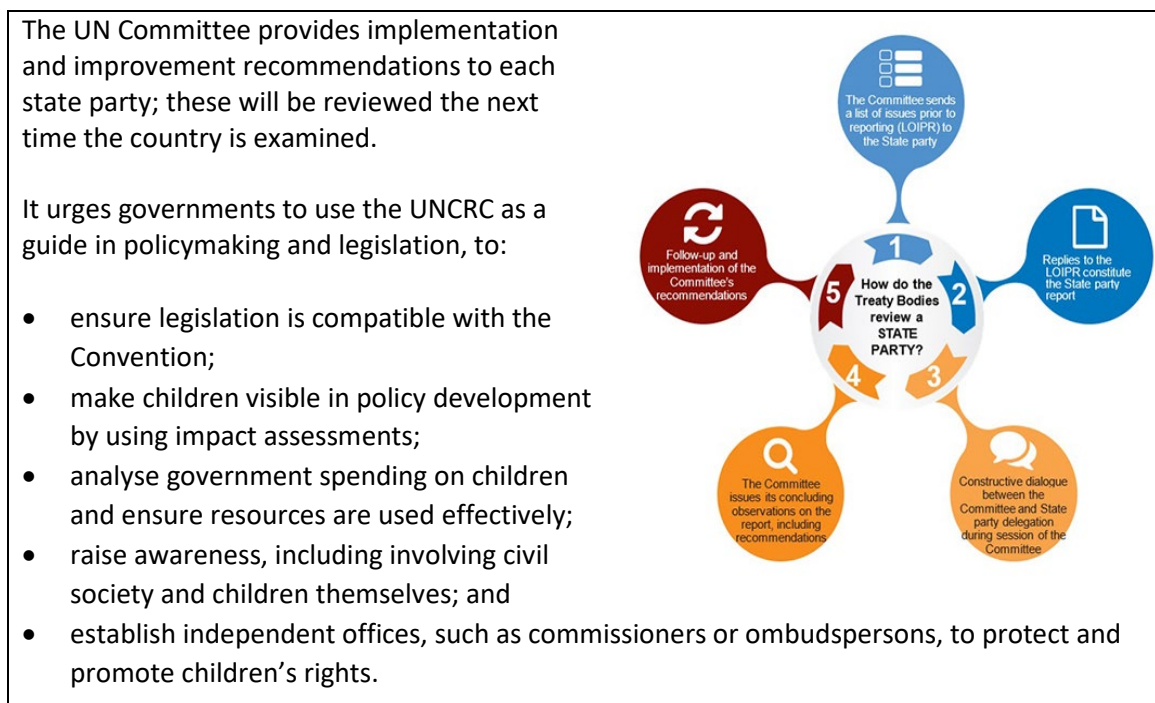 The UN Committee provides implementation
and improvement recommendations to each
state party; these will be reviewed the next
time the country is examined.
It urges governments to use the UNCRC as a
guide in policymaking and legislation, to:
• ensure legislation is compatible with the
Convention;
• make children visible in policy development
by using impact assessments;
• analyse government spending on children
and ensure resources are used effectively;
• raise awareness, including involving civil
society and children themselves; and
• establish independent offices, such as commissioners or ombudspersons, to protect and
promote children’s rights.
How do the
Treaty Bodies
review a
STATE
PARTY?
1
The Committee sends
a list of issues prior to
reporting (LOIPR) to
the State party
2
Replies to the
LOIPR constitute
the State party
report
3
Constructive dialogue
between the
Committee and State
party delegation
during session of the
Committee
4
The Committee
issues its concluding
observations on the
report, including
recommendations
5
Follow-up and
implementation of the
Committee's
recommendations